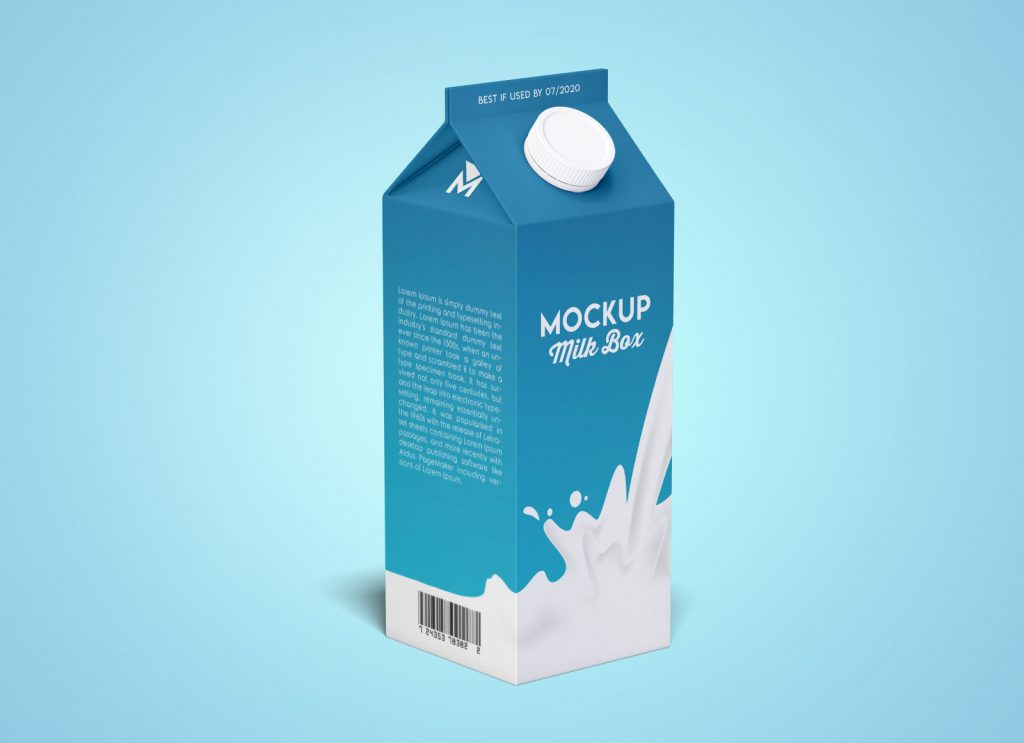 BEST IF USED BY 07/2020
M
MOCKUP
Milk Box
Lorem Ipsum is simply dummy text
of the printing and typesetting in-
dustry. Lorem Ipsum has been the
industry's standard dummy text
ever since the 1500s, when an un-
known printer took a galley of
type and scrambled it to make a
type specimen book. It has sur-
vived not only five centuries, but
also the leap into electronic type-
setting, remaining essentially un-
changed. It was popularised in
the 1960s with the release of Letra-
set sheets containing Lorem Ipsum
passages, and more recently with
desktop publishing software like
Aldus PageMaker including ver-
sions of Lorem Ipsum.
7 24363 18382 2